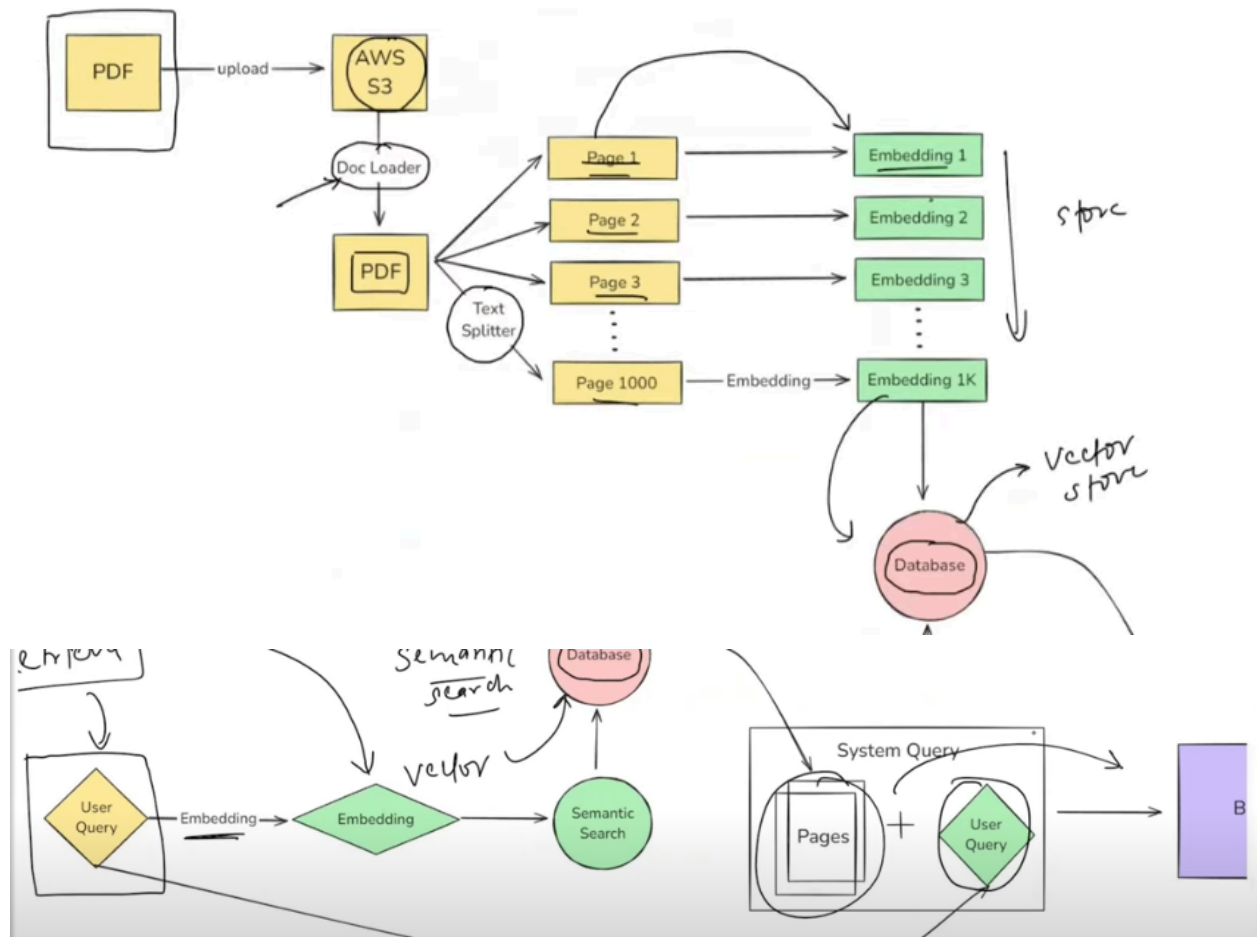 PDF
upload
AWS
S3
Doc Loader
PDF
Text
Splitter
Page 1
Page 2
Page 3
Page 1000
Embedding
Embedding 1
Embedding 2
Embedding 3
Embedding 1K
store
vector
store
Database
semantic
search
Database
vector
User
Query
Embedding
Embedding
Semantic
Search
System Query
Pages
+
User
Query
B